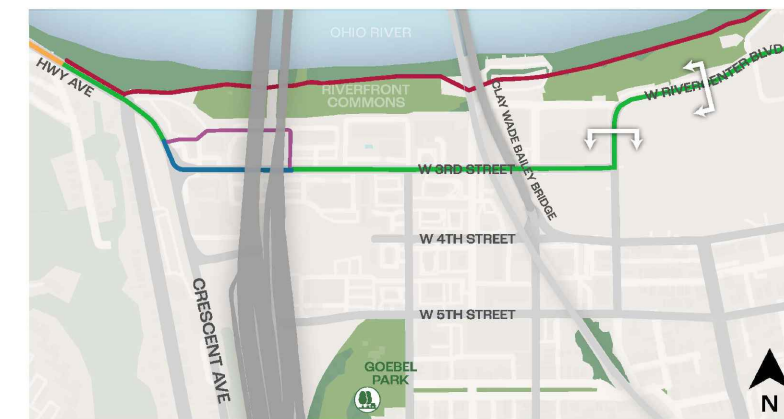 OHIO RIVER
HWY AVE
RIVERFRONT
COMMONS
CLAY WADE BAILEY BRIDGE
W RIVERCENTER BLVD
W 3RD STREET
W 4TH STREET
CRESCENT AVE
W 5TH STREET
GOEBEL
PARK
N